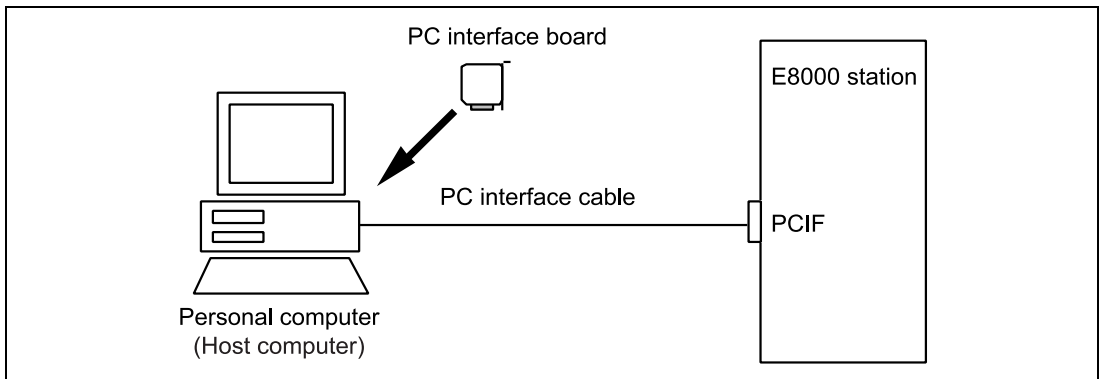 PC interface board
E8000 station
PC interface cable
PCIF
Personal computer
(Host computer)